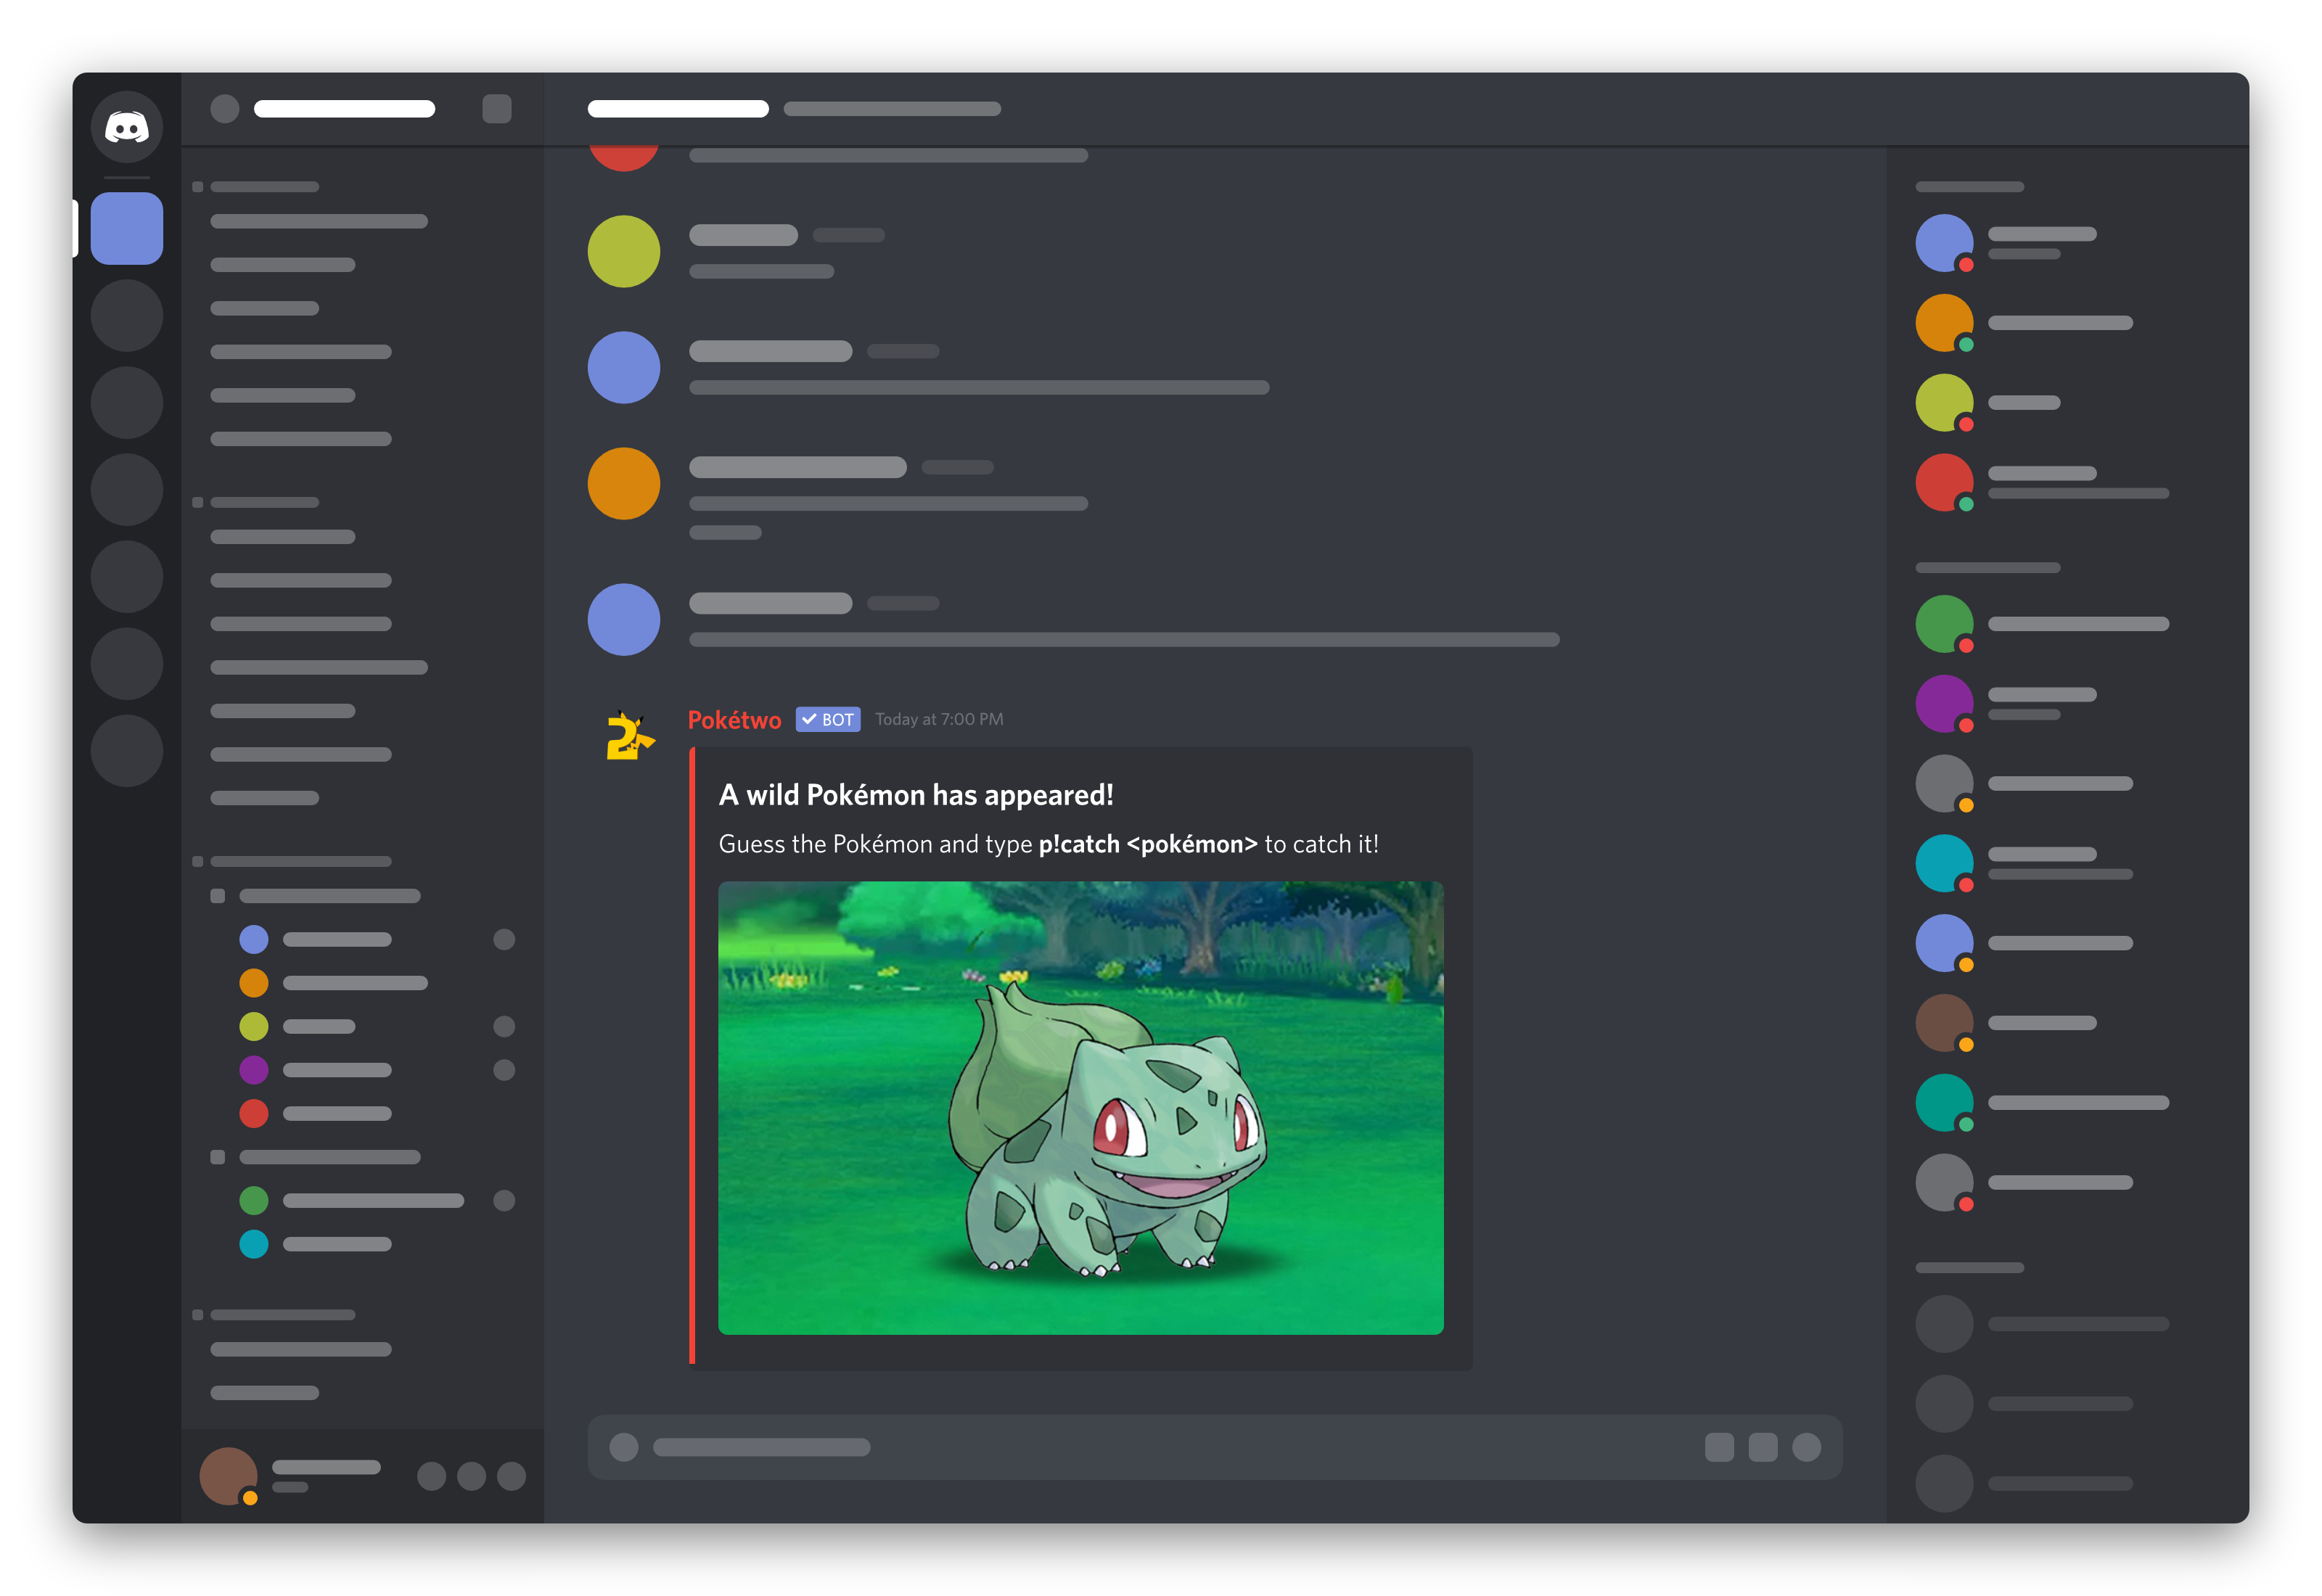 Pokétwo BOT Today at 7:00 PM
A wild Pokémon has appeared!
Guess the Pokémon and type p!catch <pokémon> to catch it!